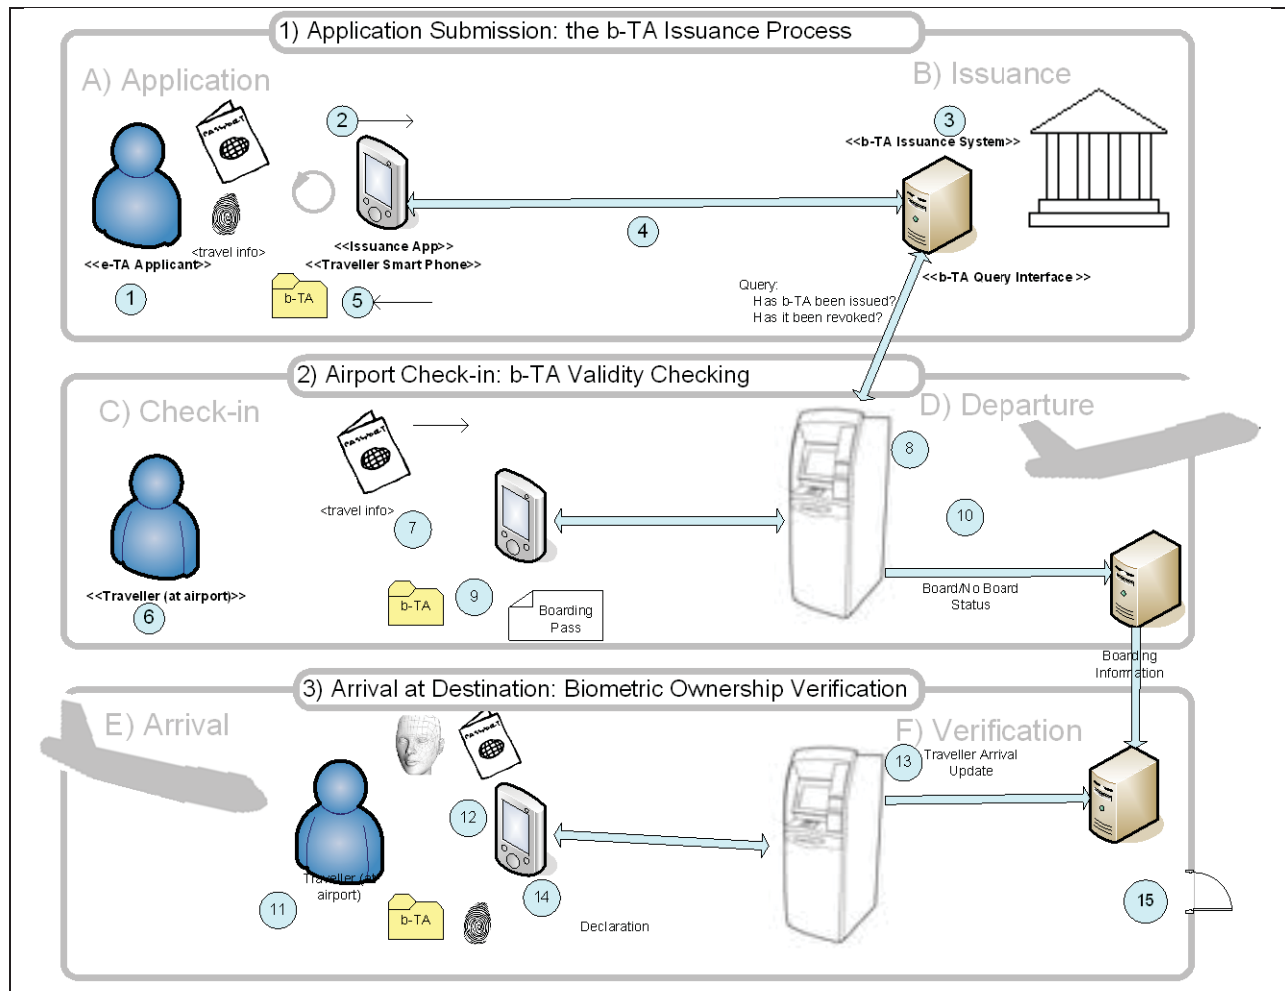 1) Application Submission: the b-TA Issuance Process
A) Application
B) Issuance
PASSPORT
2
3
<<b-TA Issuance System>>
<travel info>
<<e-TA Applicant>>
1
<<Issuance App>>
<<Traveller Smart Phone>>
4
b-TA
5
<<b-TA Query Interface >>
Query:
Has b-TA been issued?
Has it been revoked?
2) Airport Check-in: b-TA Validity Checking
C) Check-in
D) Departure
PASSPORT
8
<travel info>
7
10
<<Traveller (at airport)>>
6
b-TA
9
Boarding
Pass
Board/No Board
Status
Boarding
Information
3) Arrival at Destination: Biometric Ownership Verification
E) Arrival
F) Verification
PASSPORT
13
Traveller Arrival
Update
12
Traveller (at
airport)
11
b-TA
14
Declaration
15